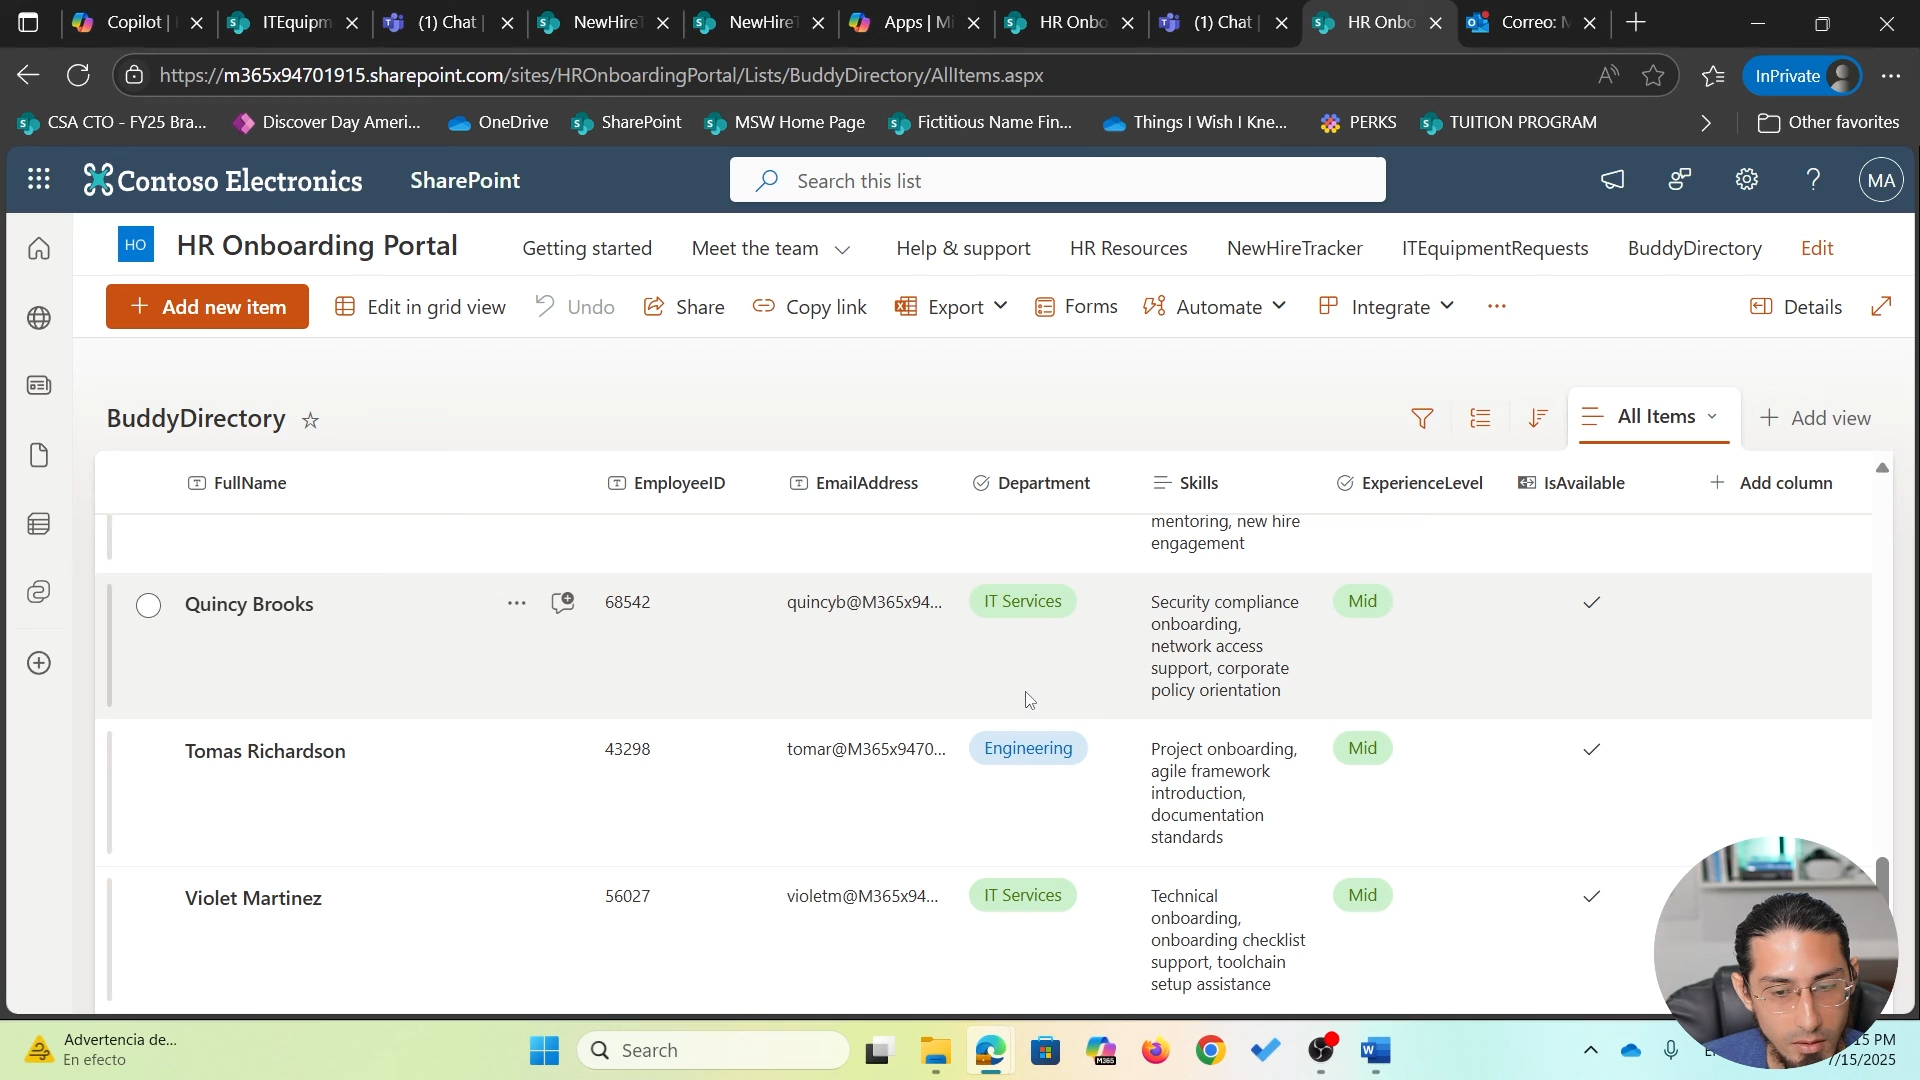 Copilot |
ITEquipm
(1) Chat |
NewHire
NewHireT
Apps | Mi
HR Onbo
(1) Chat |
HR Onbo
Correo: M
https://m365x94701915.sharepoint.com/sites/HROnboardingPortal/Lists/BuddyDirectory/AllItems.aspx
InPrivate
CSA CTO - FY25 Bra...
Discover Day Ameri...
OneDrive
SharePoint
MSW Home Page
Fictitious Name Fin...
Things I Wish I Kne...
PERKS
TUITION PROGRAM
Other favorites
Contoso Electronics
SharePoint
Search this list
MA
HO
HR Onboarding Portal
Getting started
Meet the team
Help & support
HR Resources
NewHireTracker
ITEquipmentRequests
BuddyDirectory
Edit
Add new item
Edit in grid view
Undo
Share
Copy link
Export
Forms
Automate
Integrate
Details
BuddyDirectory
All Items
Add view
FullName
EmployeeID
EmailAddress
Department
Skills
ExperienceLevel
IsAvailable
Add column
mentoring, new hire
engagement
Quincy Brooks
68542
quincyb@M365x94...
IT Services
Security compliance
onboarding,
network access
support, corporate
policy orientation
Mid
Tomas Richardson
43298
tomar@M365x9470...
Engineering
Project onboarding,
agile framework
introduction,
documentation
standards
Mid
Violet Martinez
56027
violetm@M365x94...
IT Services
Technical
onboarding,
onboarding checklist
support, toolchain
setup assistance
Mid
Advertencia de...
En efecto
Search
M365
15 PM
7/15/2025